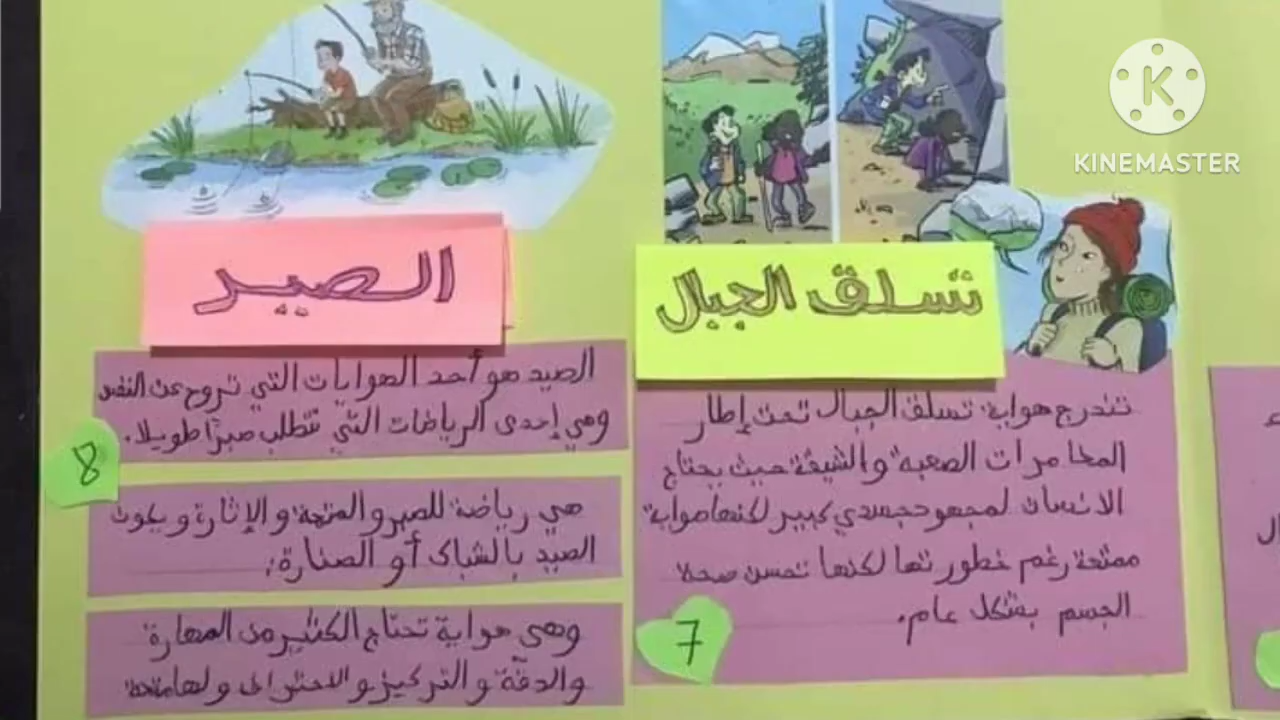 KINEMASTER
تسلق الجبال
تندرج هواية تسلق الجبال تحت إطار
المغامرات الصعبة والشيقة حيث يحتاج
الانسان لمجهود جسدي كبير لكنها هواية
ممتعة رغم خطورتها لكنها تحسن صحة
الجسم بشكل عام.
7
الصيد
الصيد هو أحد الهوايات التي تروح عن النفس
وهي إحدى الرياضات التي تتطلب صبرًا طويلا.
8
هي رياضة للصبر والمتعة والإثارة ويكون
الصيد بالشباك أو الصنارة.
وهي هواية تحتاج الكثير من المهارة
والدقة والتركيز والاحتراف ولها متعة